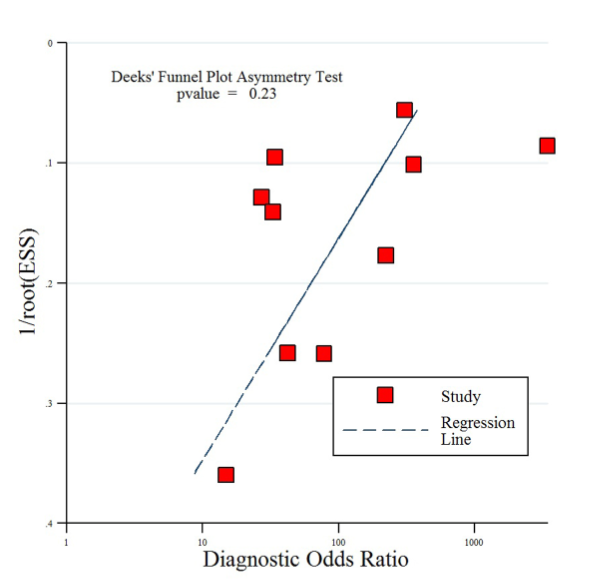 Deeks' Funnel Plot Asymmetry Test
pvalue = 0.23
1/root(ESS)
0
.1
.2
.3
.4
Study
Regression
Line
1
10
100
1000
Diagnostic Odds Ratio